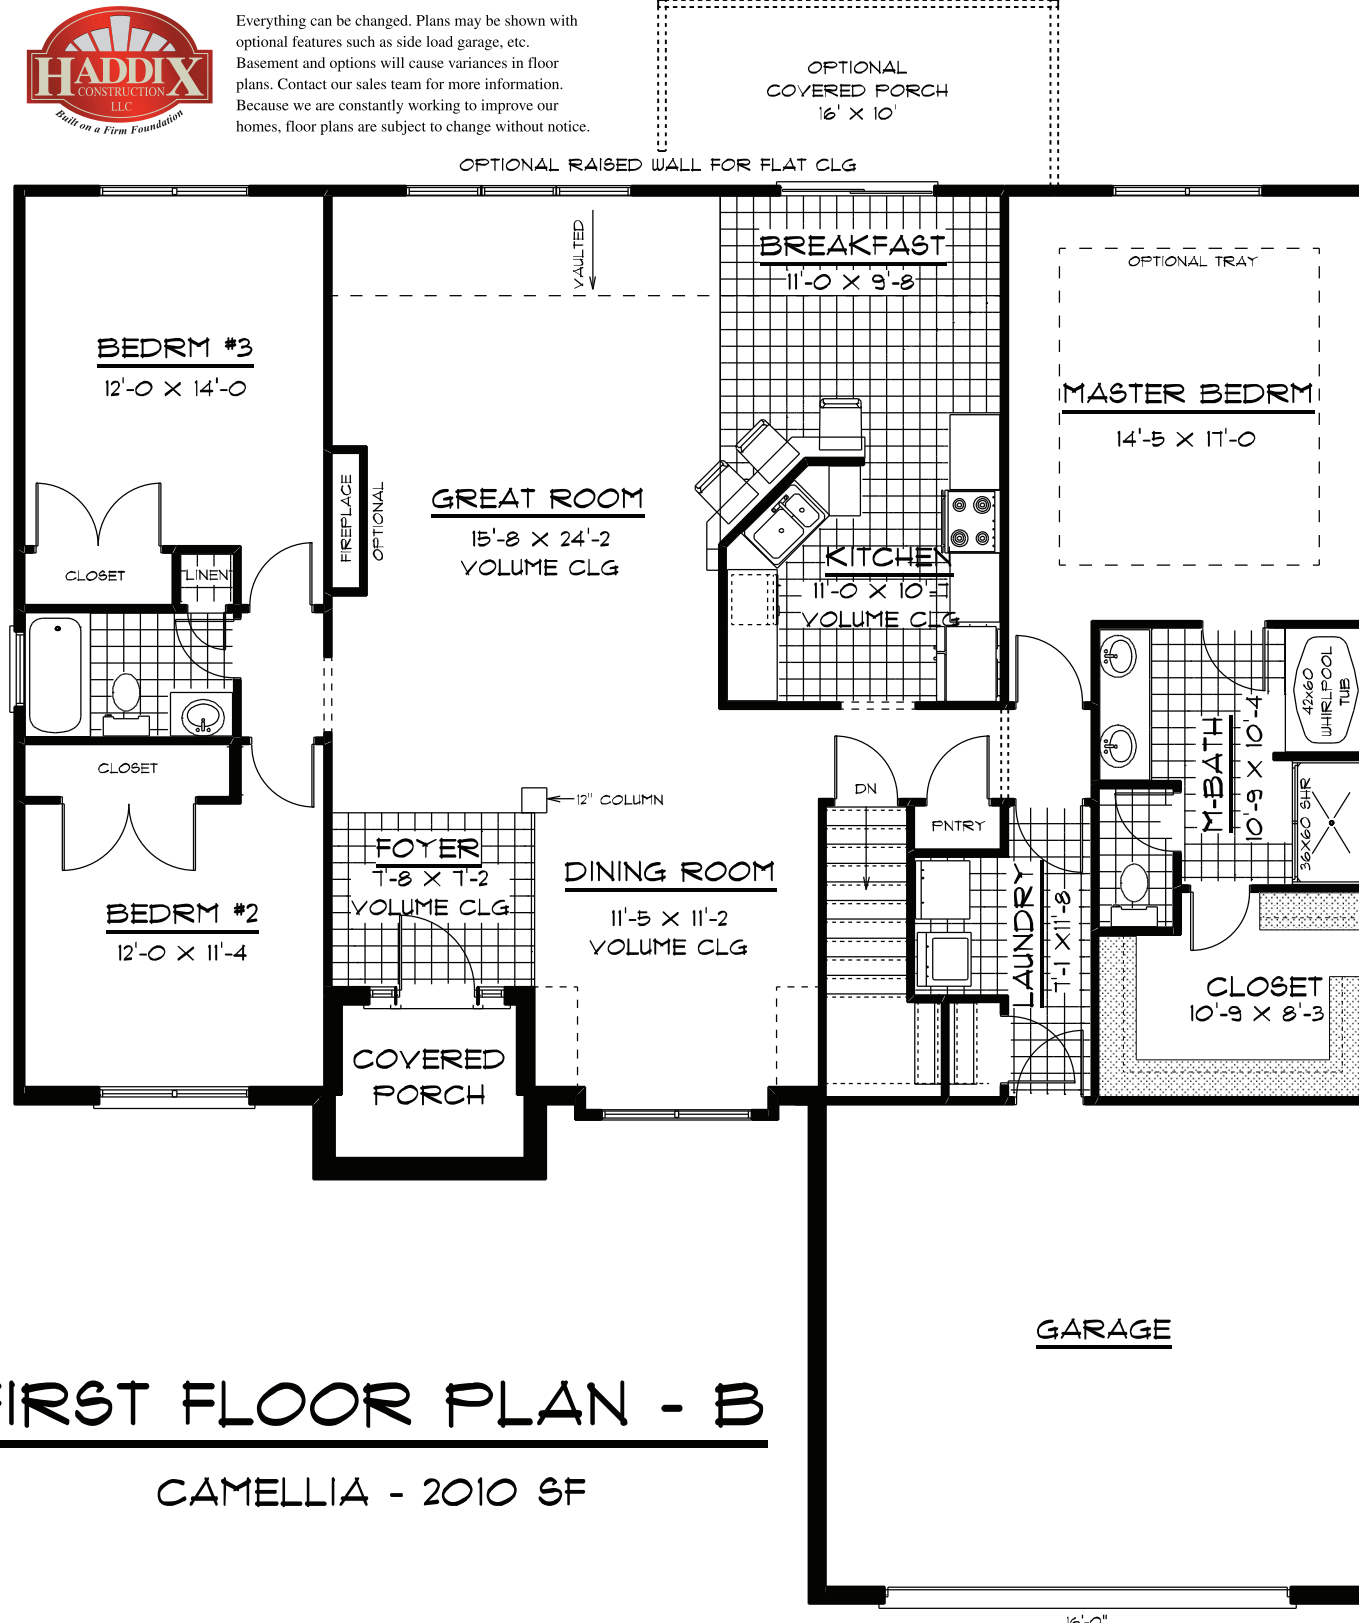 HADDIX
CONSTRUCTION
LLC
Built on a Firm Foundation
Everything can be changed. Plans may be shown with
optional features such as side load garage, etc.
Basement and options will cause variances in floor
plans. Contact our sales team for more information.
Because we are constantly working to improve our
homes, floor plans are subject to change without notice.
OPTIONAL
COVERED PORCH
16' X 10'
OPTIONAL RAISED WALL FOR FLAT CLG
VAULTED
BREAKFAST
11'-0 X 9'-8
OPTIONAL TRAY
BEDRM #3
12'-0 X 14'-0
MASTER BEDRM
14'-5 X 17'-0
GREAT ROOM
15'-8 X 24'-2
VOLUME CLG
FIREPLACE
OPTIONAL
KITCHEN
11'-0 X 10'-7
VOLUME CLG
CLOSET
LINEN
42x60
WHIRLPOOL
TUB
M-BATH
10'-9 X 10'-4
36X60 SHR
CLOSET
12" COLUMN
DN
PNTRY
FOYER
7'-8 X 7'-2
VOLUME CLG
DINING ROOM
11'-5 X 11'-2
VOLUME CLG
LAUNDRY
7'-1 X11'-8
BEDRM #2
12'-0 X 11'-4
CLOSET
10'-9 X 8'-3
COVERED
PORCH
GARAGE
FIRST FLOOR PLAN - B
CAMELLIA - 2010 SF
16'-0"